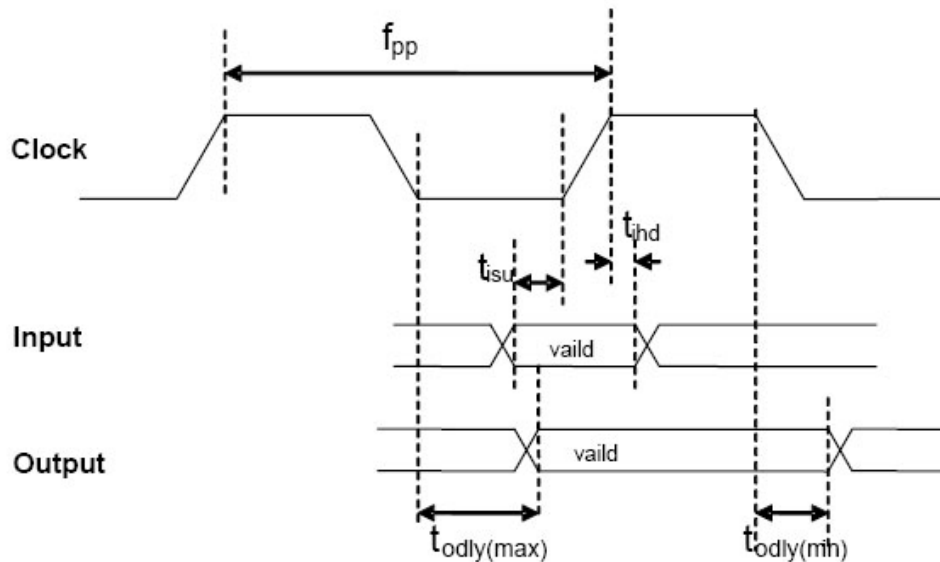 fpp
Clock
tihd
tisu
Input
vaild
Output
vaild
todly(max)
todly(min)